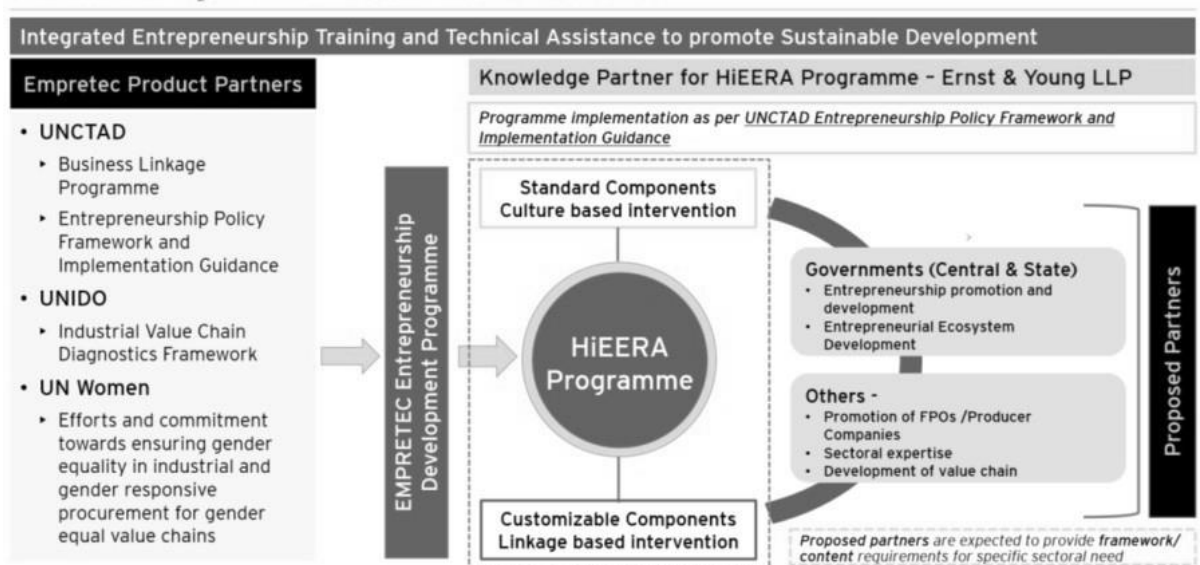 Integrated Entrepreneurship Training and Technical Assistance to promote Sustainable Development
Empretec Product Partners
• UNCTAD
‣ Business Linkage
Programme
‣ Entrepreneurship Policy
Framework and
Implementation Guidance
• UNIDO
‣ Industrial Value Chain
Diagnostics Framework
• UN Women
‣ Efforts and commitment
towards ensuring gender
equality in industrial and
gender responsive
procurement for gender
equal value chains
EMPRETEC Entrepreneurship
Development Programme
Knowledge Partner for HiEERA Programme – Ernst & Young LLP
Programme implementation as per UNCTAD Entrepreneurship Policy Framework and
Implementation Guidance
Standard Components
Culture based intervention
HiEERA
Programme
Customizable Components
Linkage based intervention
Governments (Central & State)
• Entrepreneurship promotion and
development
• Entrepreneurial Ecosystem
Development
Others -
• Promotion of FPOs /Producer
Companies
• Sectoral expertise
• Development of value chain
Proposed Partners
Proposed partners are expected to provide framework/
content requirements for specific sectoral need